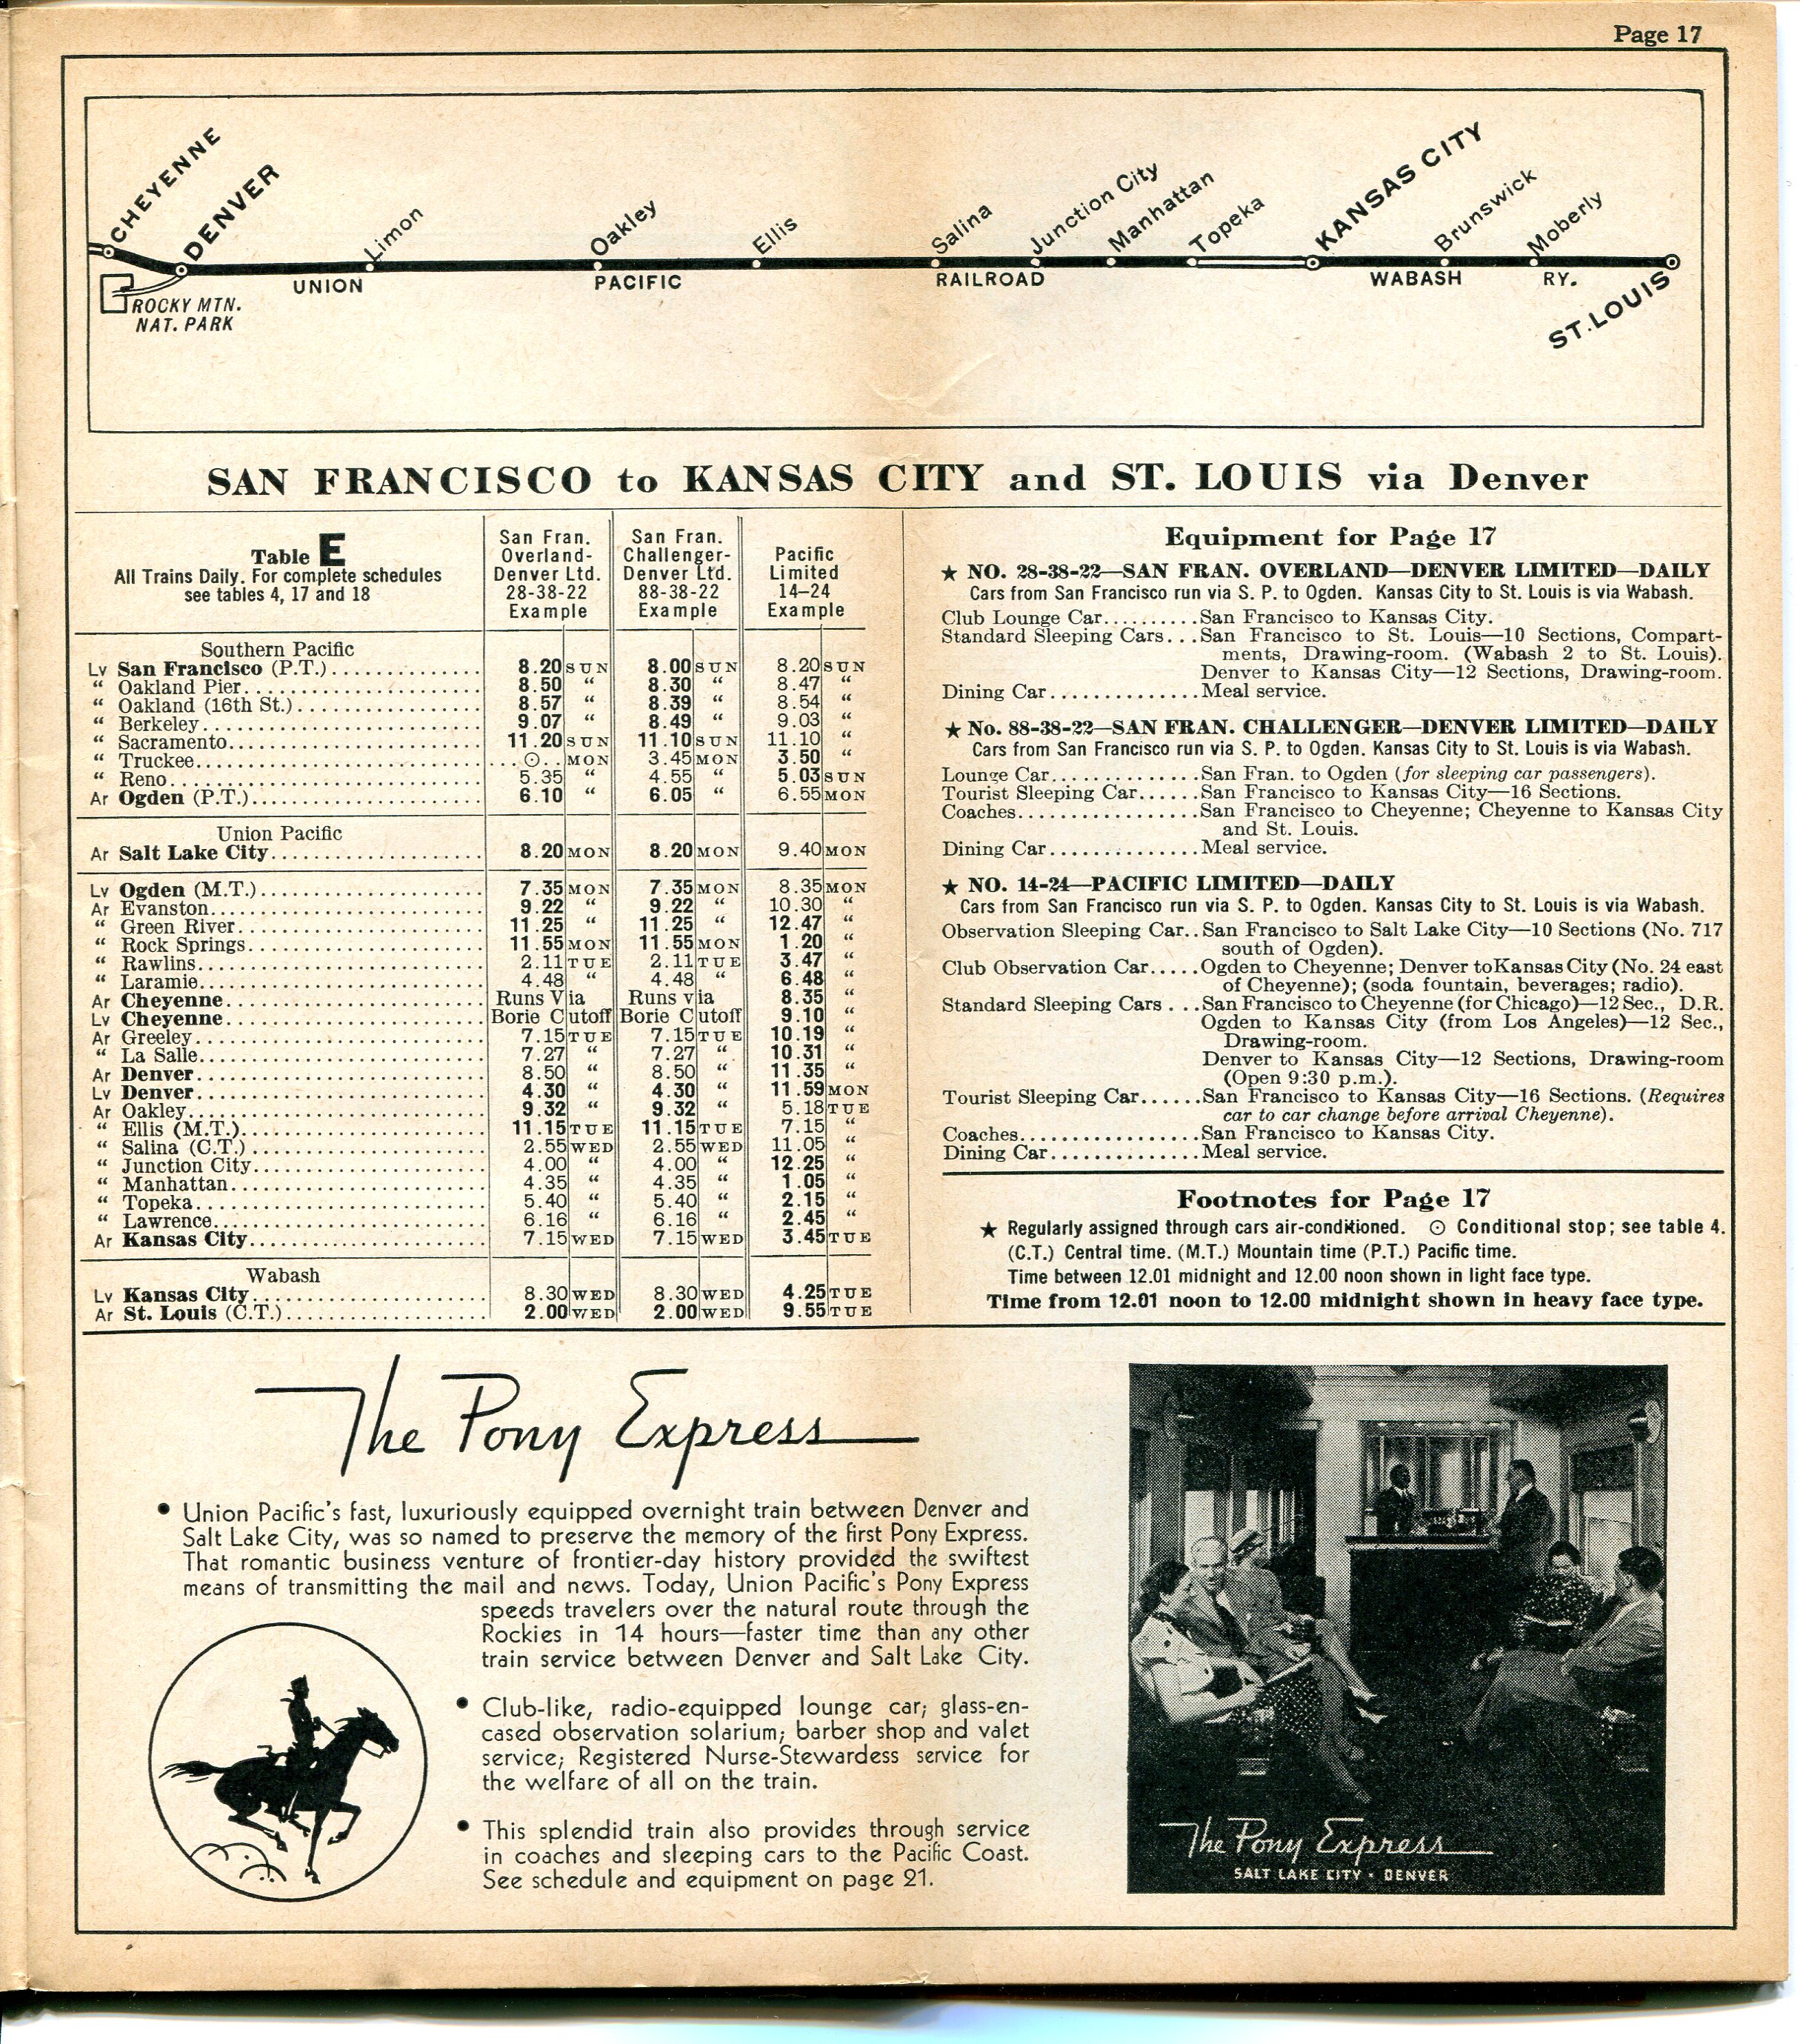 Page 17
CHEYENNE
DENVER
Limon
Oakley
Ellis
Salina
Junction City
Manhattan
Topeka
KANSAS CITY
Brunswick
Moberly
ST. LOUIS
UNION PACIFIC RAILROAD WABASH RY.
ROCKY MTN.
NAT. PARK
SAN FRANCISCO to KANSAS CITY and ST. LOUIS via Denver
Table E
All Trains Daily. For complete schedules
see tables 4, 17 and 18
San Fran.
Overland-
Denver Ltd.
28-38-22
Example
San Fran.
Challenger-
Denver Ltd.
88-38-22
Example
Pacific
Limited
14-24
Example
Southern Pacific
Lv San Francisco (P.T.).................... 8.20 SUN 8.00 SUN 8.20 SUN
“ Oakland Pier.................... 8.50 “ 8.30 “ 8.47 “
“ Oakland (16th St.).................... 8.57 “ 8.39 “ 8.54 “
“ Berkeley.................... 9.07 “ 8.49 “ 9.03 “
“ Sacramento.................... 11.20 SUN 11.10 SUN 11.10 “
“ Truckee.................... ...⊙.. MON 3.45 MON 3.50 “
“ Reno.................... 5.35 “ 4.55 “ 5.03 SUN
Ar Ogden (P.T.).................... 6.10 “ 6.05 “ 6.55 MON
Union Pacific
Ar Salt Lake City.................... 8.20 MON 8.20 MON 9.40 MON
Lv Ogden (M.T.).................... 7.35 MON 7.35 MON 8.35 MON
Ar Evanston.................... 9.22 “ 9.22 “ 10.30 “
“ Green River.................... 11.25 “ 11.25 “ 12.47 “
“ Rock Springs.................... 11.55 MON 11.55 MON 1.20 “
“ Rawlins.................... 2.11 TUE 2.11 TUE 3.47 “
“ Laramie.................... 4.48 “ 4.48 “ 6.48 “
Ar Cheyenne.................... Runs Via Runs via 8.35 “
Lv Cheyenne.................... Borie Cutoff Borie Cutoff 9.10 “
Ar Greeley.................... 7.15 TUE 7.15 TUE 10.19 “
“ La Salle.................... 7.27 “ 7.27 “ 10.31 “
Ar Denver.................... 8.50 “ 8.50 “ 11.35 “
Lv Denver.................... 4.30 “ 4.30 “ 11.59 MON
Ar Oakley.................... 9.32 “ 9.32 “ 5.18 TUE
“ Ellis (M.T.).................... 11.15 TUE 11.15 TUE 7.15 “
“ Salina (C.T.).................... 2.55 WED 2.55 WED 11.05 “
“ Junction City.................... 4.00 “ 4.00 “ 12.25 “
“ Manhattan.................... 4.35 “ 4.35 “ 1.05 “
“ Topeka.................... 5.40 “ 5.40 “ 2.15 “
“ Lawrence.................... 6.16 “ 6.16 “ 2.45 “
Ar Kansas City.................... 7.15 WED 7.15 WED 3.45 TUE
Wabash
Lv Kansas City.................... 8.30 WED 8.30 WED 4.25 TUE
Ar St. Louis (C.T.).................... 2.00 WED 2.00 WED 9.55 TUE
Equipment for Page 17
★ NO. 28-38-22—SAN FRAN. OVERLAND—DENVER LIMITED—DAILY
Cars from San Francisco run via S. P. to Ogden. Kansas City to St. Louis is via Wabash.
Club Lounge Car..........San Francisco to Kansas City.
Standard Sleeping Cars...San Francisco to St. Louis—10 Sections, Compart-
ments, Drawing-room. (Wabash 2 to St. Louis).
Denver to Kansas City—12 Sections, Drawing-room.
Dining Car..............Meal service.
★ No. 88-38-22—SAN FRAN. CHALLENGER—DENVER LIMITED—DAILY
Cars from San Francisco run via S. P. to Ogden. Kansas City to St. Louis is via Wabash.
Lounge Car..............San Fran. to Ogden (for sleeping car passengers).
Tourist Sleeping Car......San Francisco to Kansas City—16 Sections.
Coaches.................San Francisco to Cheyenne; Cheyenne to Kansas City
and St. Louis.
Dining Car..............Meal service.
★ NO. 14-24—PACIFIC LIMITED—DAILY
Cars from San Francisco run via S. P. to Ogden. Kansas City to St. Louis is via Wabash.
Observation Sleeping Car..San Francisco to Salt Lake City—10 Sections (No. 717
south of Ogden).
Club Observation Car.....Ogden to Cheyenne; Denver to Kansas City (No. 24 east
of Cheyenne); (soda fountain, beverages; radio).
Standard Sleeping Cars ...San Francisco to Cheyenne (for Chicago)—12 Sec., D.R.
Ogden to Kansas City (from Los Angeles)—12 Sec.,
Drawing-room.
Denver to Kansas City—12 Sections, Drawing-room
(Open 9:30 p.m.).
Tourist Sleeping Car......San Francisco to Kansas City—16 Sections. (Requires
car to car change before arrival Cheyenne).
Coaches.................San Francisco to Kansas City.
Dining Car..............Meal service.
Footnotes for Page 17
★ Regularly assigned through cars air-conditioned. ⊙ Conditional stop; see table 4.
(C.T.) Central time. (M.T.) Mountain time (P.T.) Pacific time.
Time between 12.01 midnight and 12.00 noon shown in light face type.
Time from 12.01 noon to 12.00 midnight shown in heavy face type.
The Pony Express
• Union Pacific's fast, luxuriously equipped overnight train between Denver and
Salt Lake City, was so named to preserve the memory of the first Pony Express.
That romantic business venture of frontier-day history provided the swiftest
means of transmitting the mail and news. Today, Union Pacific's Pony Express
speeds travelers over the natural route through the
Rockies in 14 hours—faster time than any other
train service between Denver and Salt Lake City.
• Club-like, radio-equipped lounge car; glass-en-
cased observation solarium; barber shop and valet
service; Registered Nurse-Stewardess service for
the welfare of all on the train.
• This splendid train also provides through service
in coaches and sleeping cars to the Pacific Coast.
See schedule and equipment on page 21.
The Pony Express
SALT LAKE CITY • DENVER